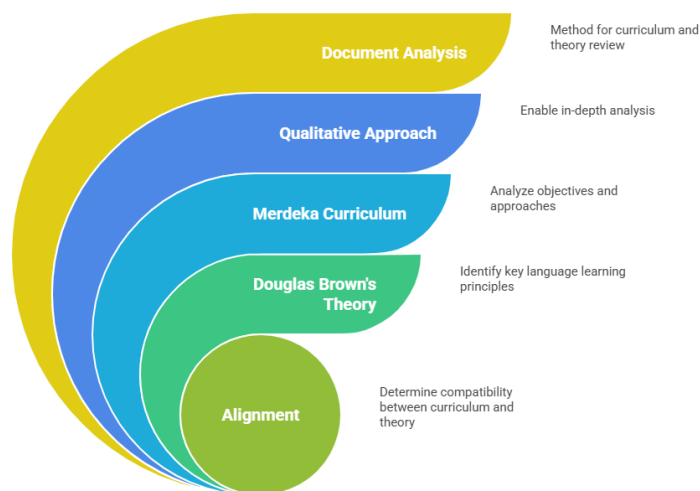 Document Analysis
Method for curriculum and
theory review
Qualitative Approach
Enable in-depth analysis
Merdeka Curriculum
Analyze objectives and
approaches
Douglas Brown's
Theory
Identify key language learning
principles
Alignment
Determine compatibility
between curriculum and
theory